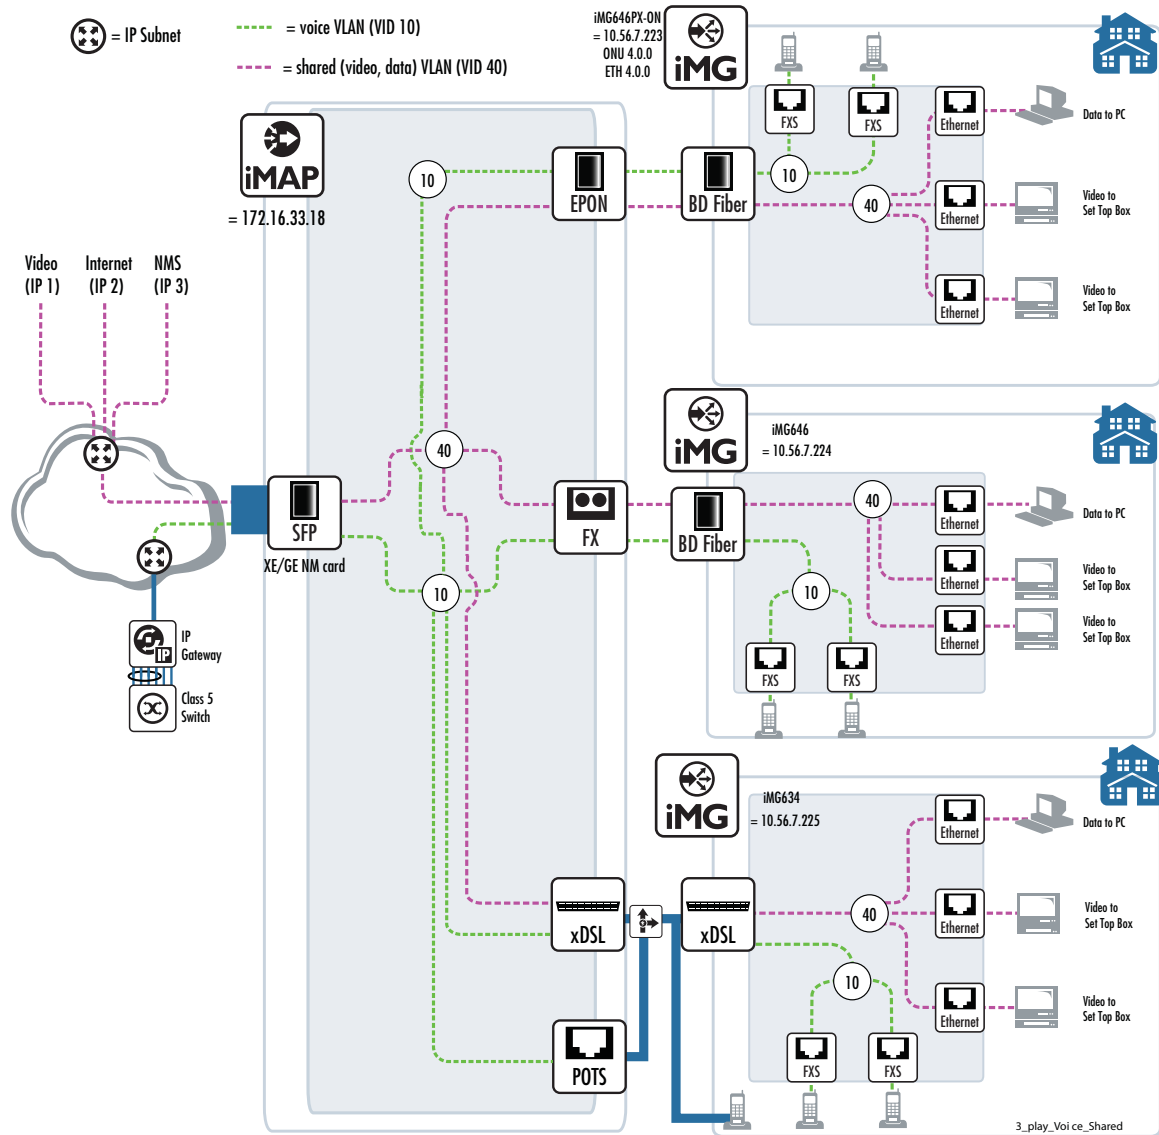 = IP Subnet
= voice VLAN (VID 10)
= shared (video, data) VLAN (VID 40)
iMG646PX-ON
= 10.56.7.223
ONU 4.0.0
ETH 4.0.0
iMG
FXS
FXS
Ethernet
Data to PC
iMAP
= 172.16.33.18
10
EPON
BD Fiber
10
40
Ethernet
Video to
Set Top Box
Ethernet
Video to
Set Top Box
Video
(IP 1)
Internet
(IP 2)
NMS
(IP 3)
iMG
iMG646
= 10.56.7.224
40
SFP
XE/GE NM card
FX
BD Fiber
40
Ethernet
Data to PC
Ethernet
Video to
Set Top Box
Ethernet
Video to
Set Top Box
10
10
FXS
FXS
IP
IP
Gateway
Class 5
Switch
iMG
iMG634
= 10.56.7.225
Ethernet
Data to PC
xDSL
xDSL
40
Ethernet
Video to
Set Top Box
10
Ethernet
Video to
Set Top Box
POTS
FXS
FXS
3_play_Voi ce_Shared